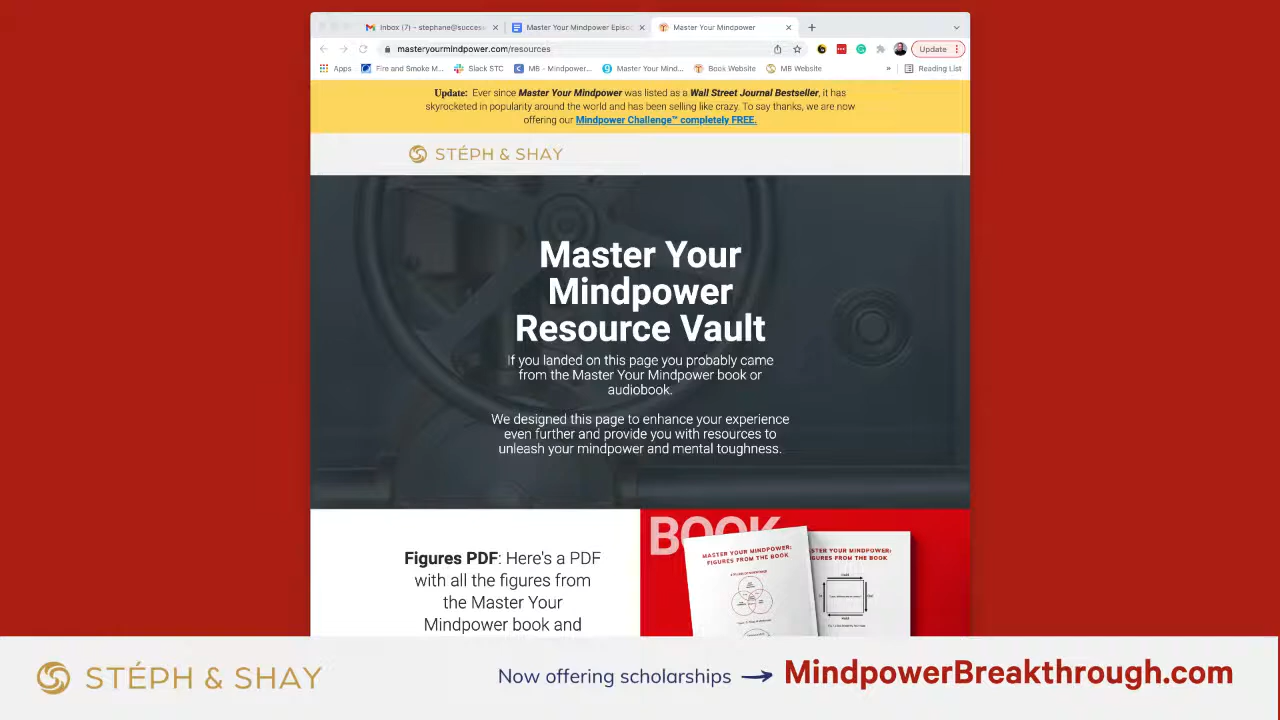 Inbox (7) – stephane@succes
Master Your Mindpower Episo
Master Your Mindpower
masteryourmindpower.com/resources
Update
Apps
Fire and Smoke M...
Slack STC
MB - Mindpower...
Master Your Mind...
Book Website
MB Website
»
Reading List
Update: Ever since Master Your Mindpower was listed as a Wall Street Journal Bestseller, it has
skyrocketed in popularity around the world and has been selling like crazy. To say thanks, we are now
offering our Mindpower Challenge™ completely FREE.
STÉPH & SHAY
Master Your
Mindpower
Resource Vault
If you landed on this page you probably came
from the Master Your Mindpower book or
audiobook.
We designed this page to enhance your experience
even further and provide you with resources to
unleash your mindpower and mental toughness.
Figures PDF: Here's a PDF
with all the figures from
the Master Your
Mindpower book and
BOOK
MASTER YOUR MINDPOWER:
FIGURES FROM THE BOOK
STER YOUR MINDPOWER:
FIGURES FROM THE BOOK
STÉPH & SHAY
Now offering scholarships
MindpowerBreakthrough.com